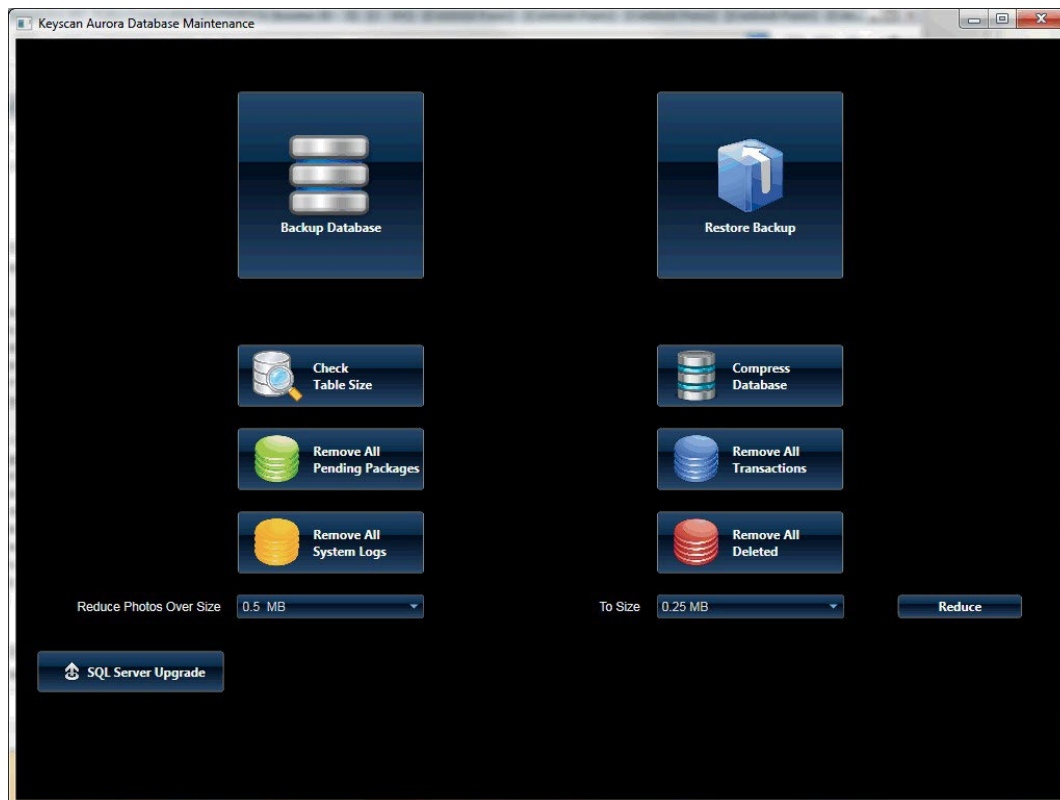 Keyscan Aurora Database Maintenance
Backup Database
Restore Backup
Check
Table Size
Compress
Database
Remove All
Pending Packages
Remove All
Transactions
Remove All
System Logs
Remove All
Deleted
Reduce Photos Over Size 0.5 MB To Size 0.25 MB Reduce
SQL Server Upgrade